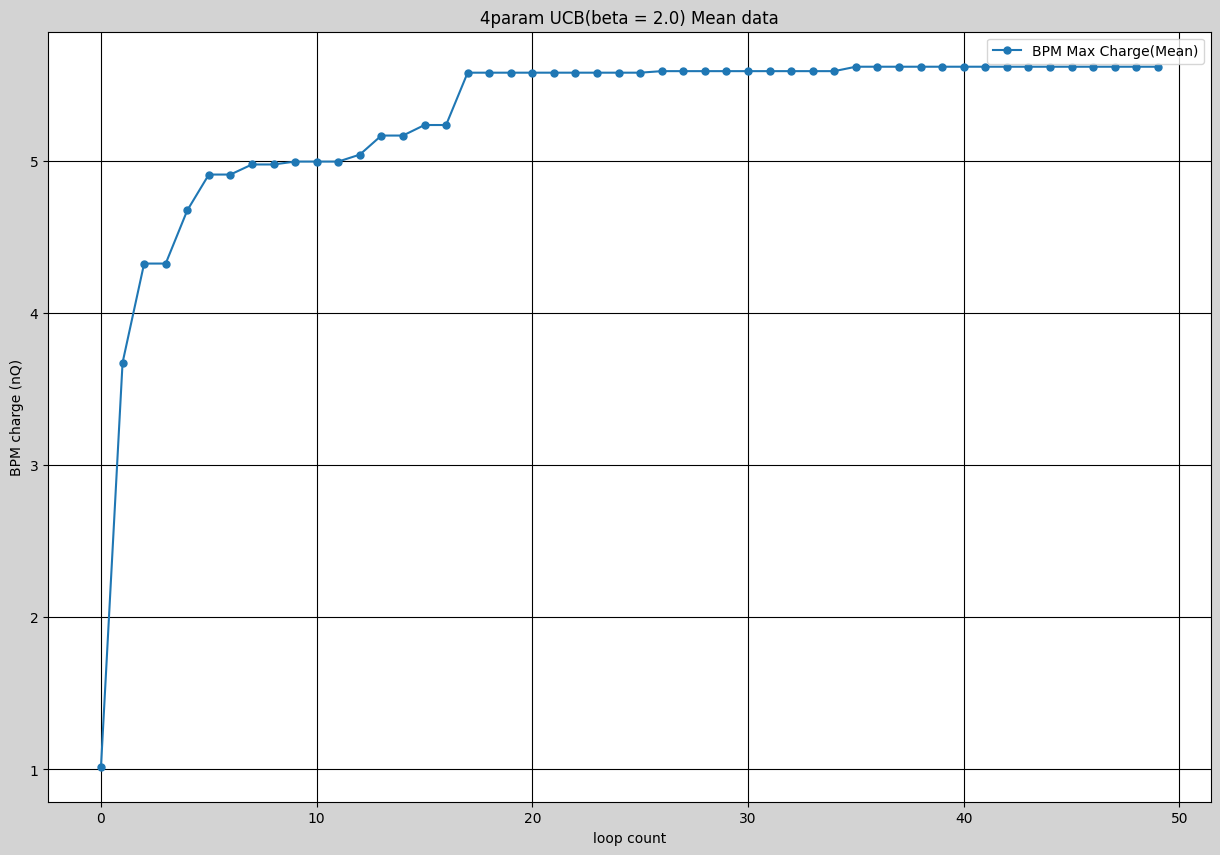 4param UCB(beta = 2.0) Mean data
BPM Max Charge(Mean)
5
4
3
2
1
BPM charge (nQ)
0 10 20 30 40 50
loop count